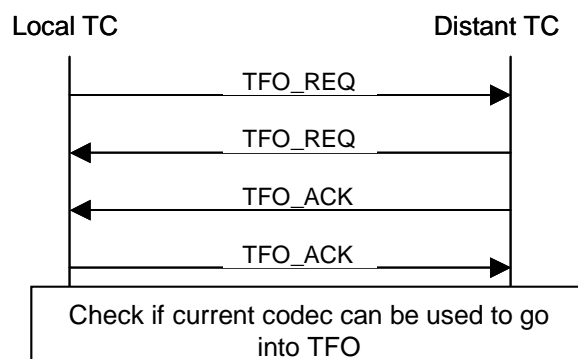 Local TC
Distant TC
TFO_REQ
TFO_REQ
TFO_ACK
TFO_ACK
Check if current codec can be used to go
into TFO